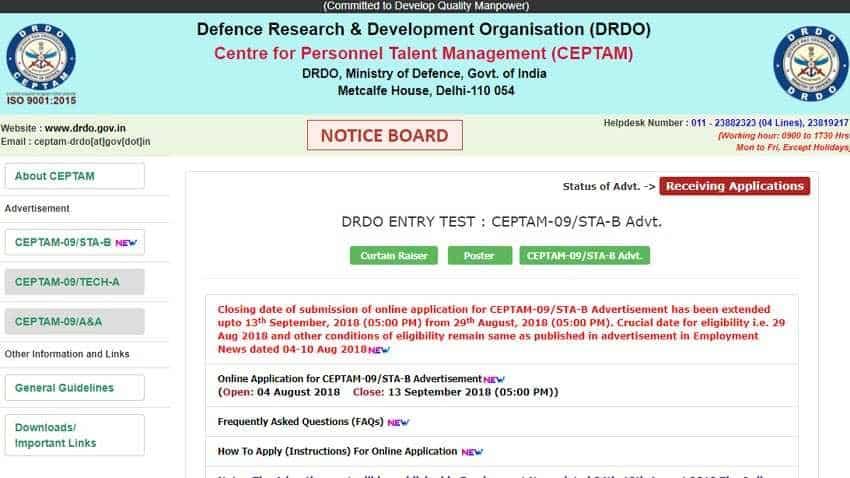 (Committed to Develop Quality Manpower)
Defence Research & Development Organisation (DRDO)
Centre for Personnel Talent Management (CEPTAM)
DRDO, Ministry of Defence, Govt. of India
Metcalfe House, Delhi-110 054
DRDO
CEPTAM
ISO 9001:2015
DRDO
Website : www.drdo.gov.in
Email : ceptam-drdo[at]gov[dot]in
NOTICE BOARD
Helpdesk Number : 011 - 23882323 (04 Lines), 23819217
(Working hour: 0900 to 1730 Hrs
Mon to Fri, Except Holidays)
About CEPTAM
Advertisement
CEPTAM-09/STA-B NEW
CEPTAM-09/TECH-A
CEPTAM-09/A&A
Other Information and Links
General Guidelines
Downloads/
Important Links
Status of Advt. -> Receiving Applications
DRDO ENTRY TEST : CEPTAM-09/STA-B Advt.
Curtain Raiser Poster CEPTAM-09/STA-B Advt.
Closing date of submission of online application for CEPTAM-09/STA-B Advertisement has been extended
upto 13th September, 2018 (05:00 PM) from 29th August, 2018 (05:00 PM). Crucial date for eligibility i.e. 29
Aug 2018 and other conditions of eligibility remain same as published in advertisement in Employment
News dated 04-10 Aug 2018 NEW
Online Application for CEPTAM-09/STA-B Advertisement NEW
(Open: 04 August 2018 Close: 13 September 2018 (05:00 PM))
Frequently Asked Questions (FAQs) NEW
How To Apply (Instructions) For Online Application NEW